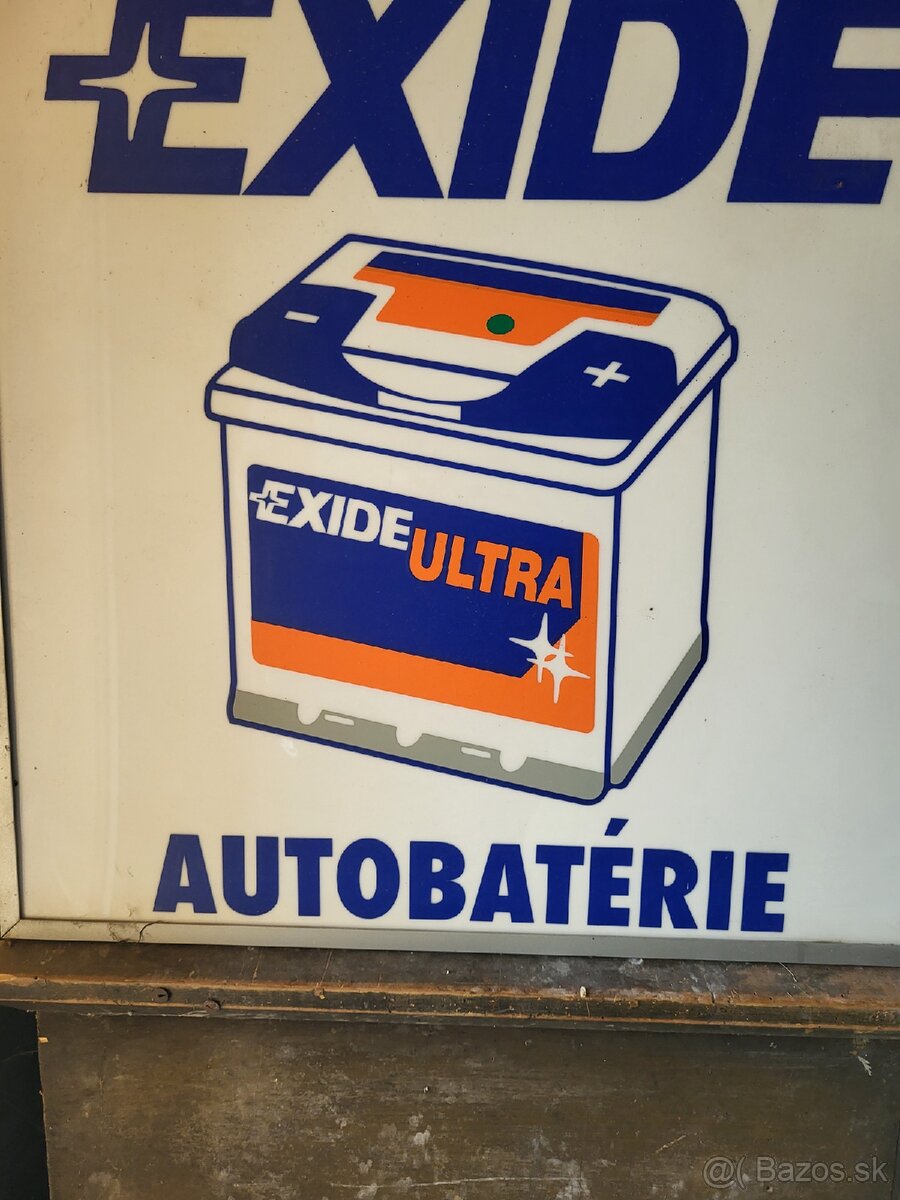 EXIDE
- +
EXIDE ULTRA
AUTOBATÉRIE
@( Bazos.sk